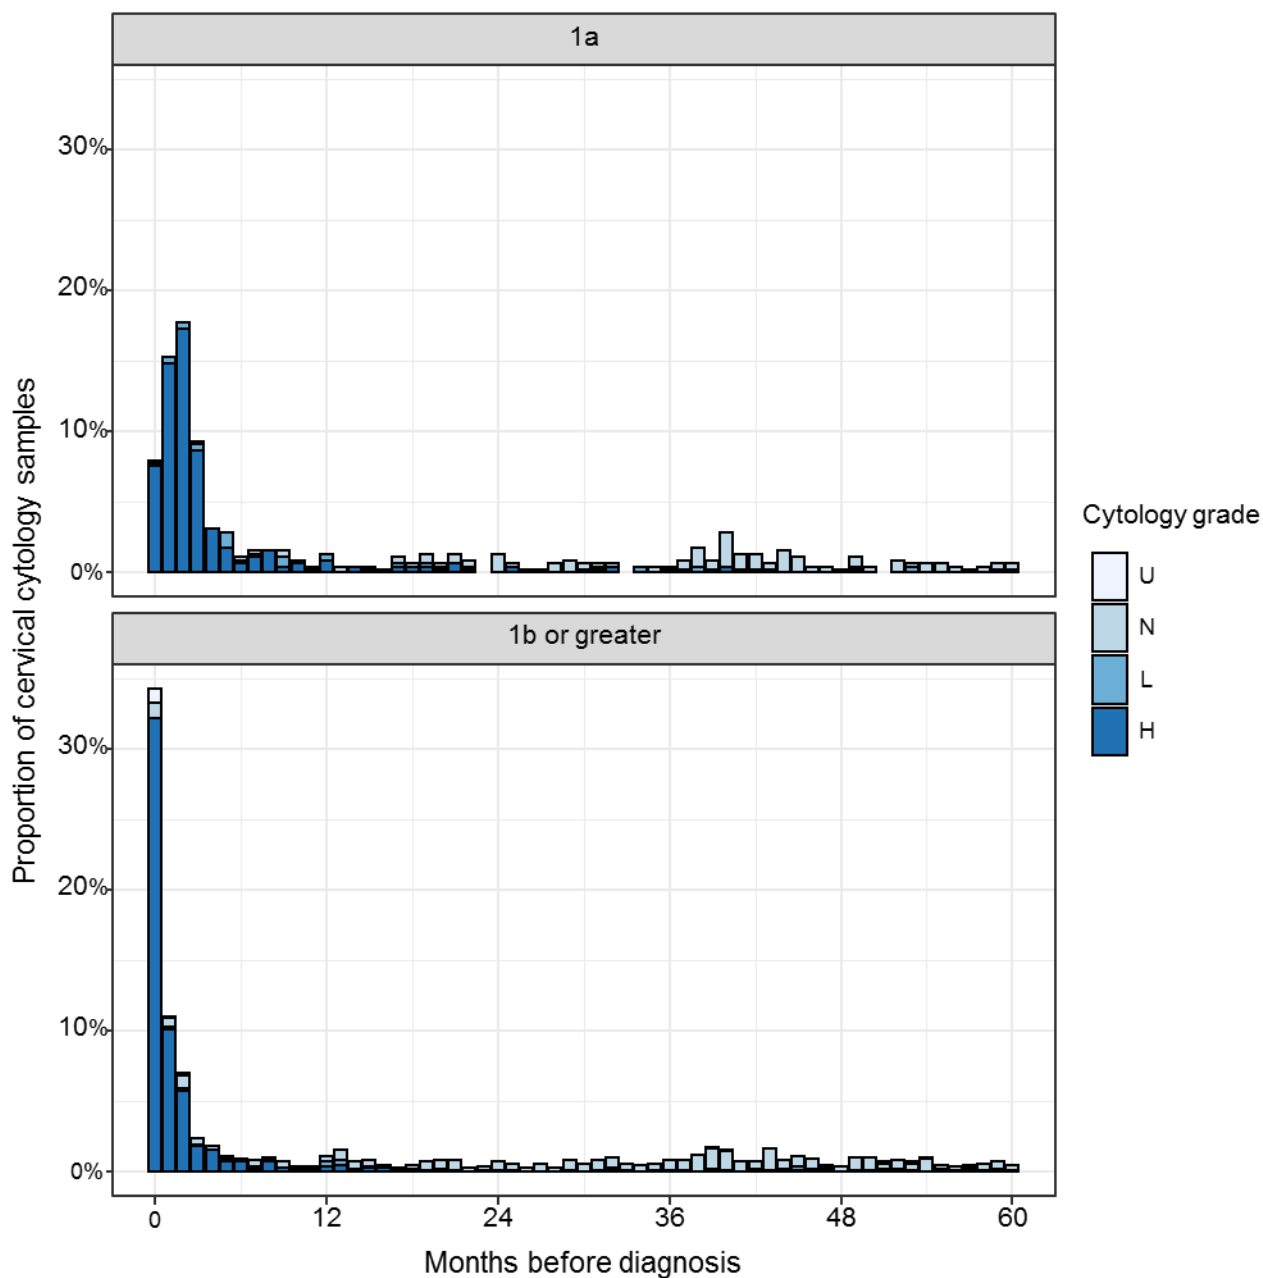 1a
30%
20%
10%
0%
1b or greater
30%
20%
10%
0%
0 12 24 36 48 60
Months before diagnosis
Proportion of cervical cytology samples
Cytology grade
U
N
L
H